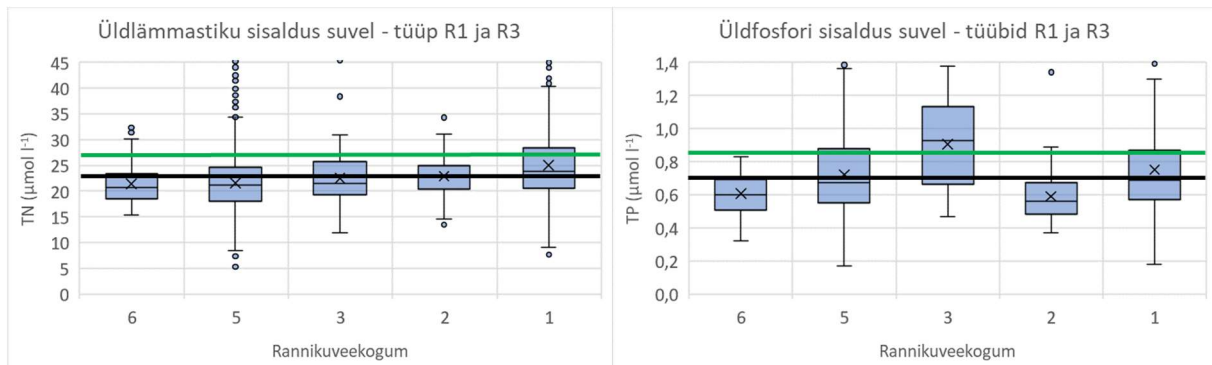 Üldlämmastiku sisaldus suvel - tüüp R1 ja R3
45
40
35
30
25
20
15
10
5
0
TN (µmol l⁻¹)
6 5 3 2 1
Rannikuveekogum
Üldfosfori sisaldus suvel - tüübid R1 ja R3
1,4
1,2
1,0
0,8
0,6
0,4
0,2
0,0
TP (µmol l⁻¹)
6 5 3 2 1
Rannikuveekogum